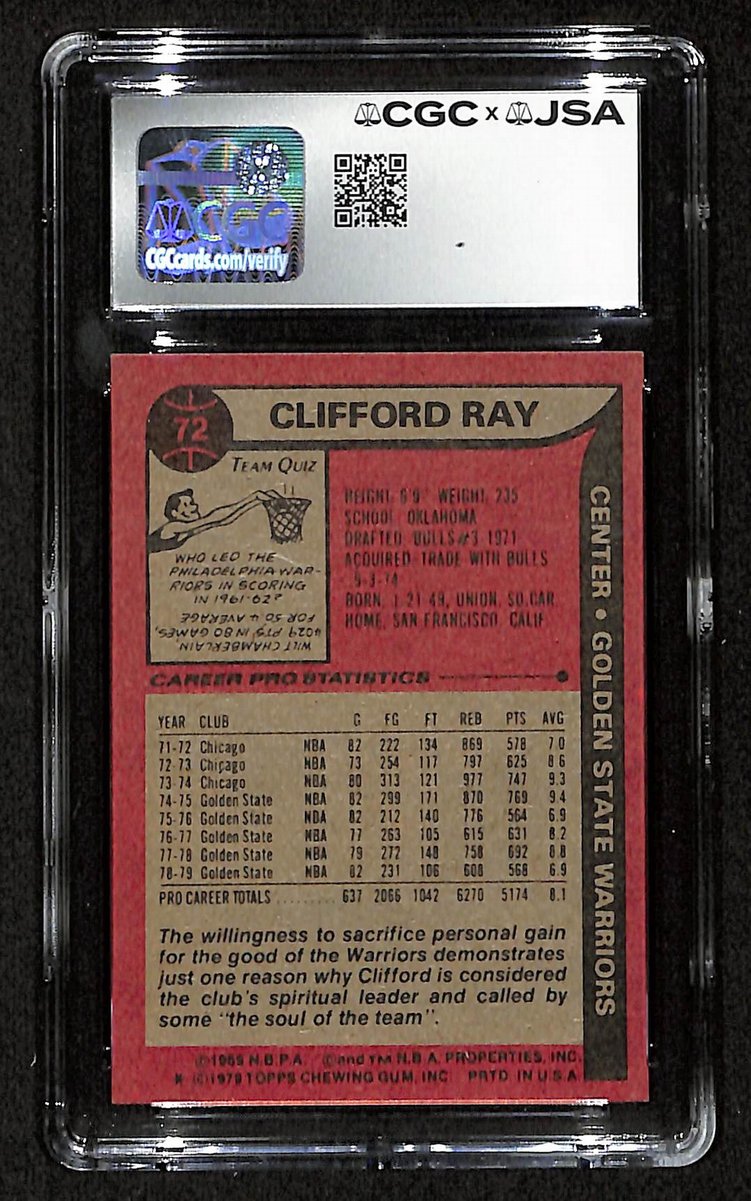 CGC x JSA
CGC
CGCcards.com/verify
72
CLIFFORD RAY
TEAM QUIZ
WHO LED THE
PHILADELPHIA WAR-
RIORS IN SCORING
IN 1961-62?
WILT CHAMBERLAIN,
4029 PTS. IN 80 GAMES,
FOR 50.4 AVERAGE
HEIGHT: 6'9" WEIGHT: 235
SCHOOL: OKLAHOMA
DRAFTED: BULLS #3-1971
ACQUIRED: TRADE WITH BULLS
9-3-74
BORN: 1-21-49, UNION, SO. CAR.
HOME: SAN FRANCISCO, CALIF.
CENTER • GOLDEN STATE WARRIORS
CAREER PRO STATISTICS
YEAR CLUB G FG FT REB PTS AVG
71-72 Chicago NBA 82 222 134 869 578 7.0
72-73 Chicago NBA 73 254 117 797 625 8.6
73-74 Chicago NBA 80 313 121 977 747 9.3
74-75 Golden State NBA 82 299 171 870 769 9.4
75-76 Golden State NBA 82 212 140 776 564 6.9
76-77 Golden State NBA 77 263 105 615 631 8.2
77-78 Golden State NBA 79 272 148 758 692 8.8
78-79 Golden State NBA 82 231 106 608 568 6.9
PRO CAREER TOTALS ......... 637 2066 1042 6270 5174 8.1
The willingness to sacrifice personal gain
for the good of the Warriors demonstrates
just one reason why Clifford is considered
the club's spiritual leader and called by
some "the soul of the team".
©1969 N.B.P.A. © and TM N.B.A. PROPERTIES, INC.
* ©1979 TOPPS CHEWING GUM, INC. PRTD. IN U.S.A.